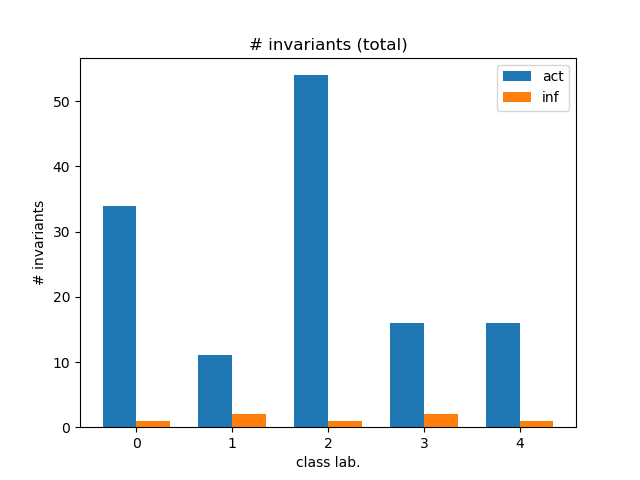 # invariants (total)
act
inf
# invariants
50
40
30
20
10
0
0 1 2 3 4
class lab.